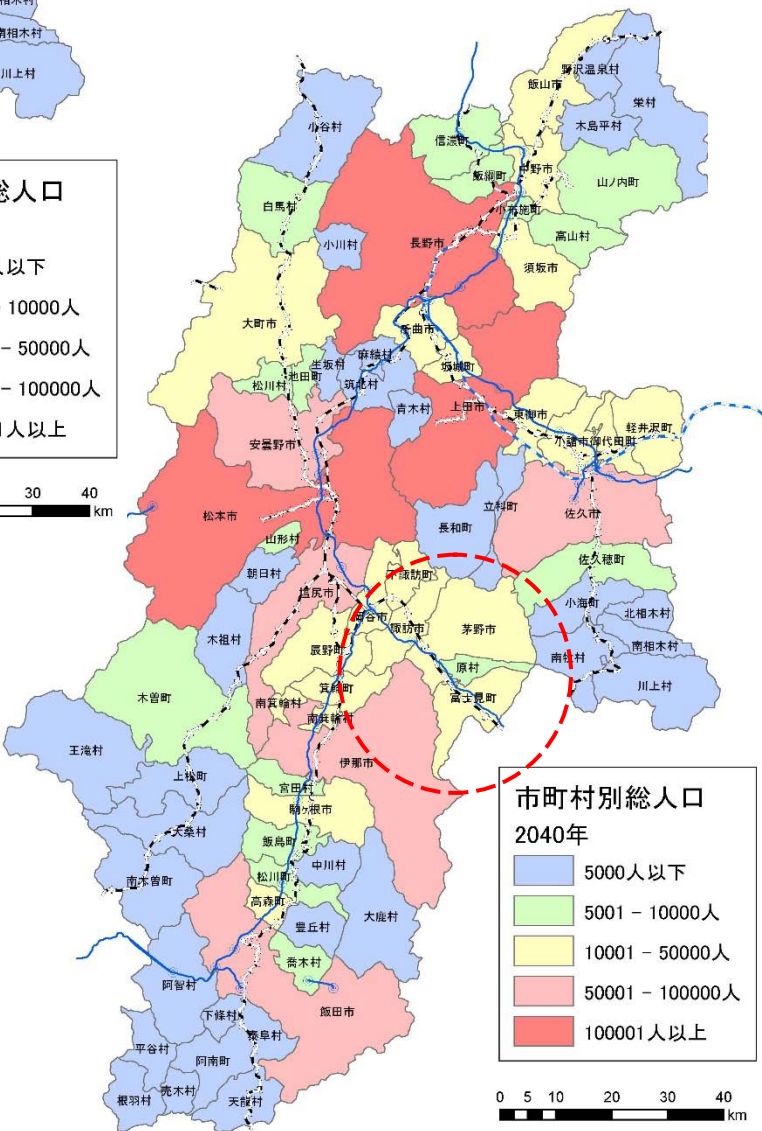 南相木村
川上村
総人口
人以下
10000人
- 50000人
- 100000人
1人以上
30 40
km
野沢温泉村
飯山市
栄村
小谷村
木島平村
信濃町
中野市
飯綱町
山ノ内町
白馬村
小布施町
高山村
長野市
小川村
須坂市
大町市
千曲市
麻績村
坂城町
生坂村
池田町
筑北村
松川村
青木村
上田市
東御市
軽井沢町
安曇野市
小諸市
御代田町
立科町
佐久市
松本市
長和町
山形村
佐久穂町
朝日村
下諏訪町
塩尻市
小海町
岡谷市
北相木村
木祖村
諏訪市
茅野市
南相木村
辰野町
南牧村
原村
川上村
木曽町
箕輪町
富士見町
南箕輪村
南箕輪村
王滝村
伊那市
上松町
宮田村
駒ヶ根市
大桑村
飯島町
中川村
南木曽町
松川町
高森町
大鹿村
豊丘村
喬木村
阿智村
飯田市
下條村
泰阜村
平谷村
阿南町
売木村
根羽村
天龍村
市町村別総人口
2040年
5000人以下
5001 - 10000人
10001 - 50000人
50001 - 100000人
100001人以上
0 5 10 20 30 40
km